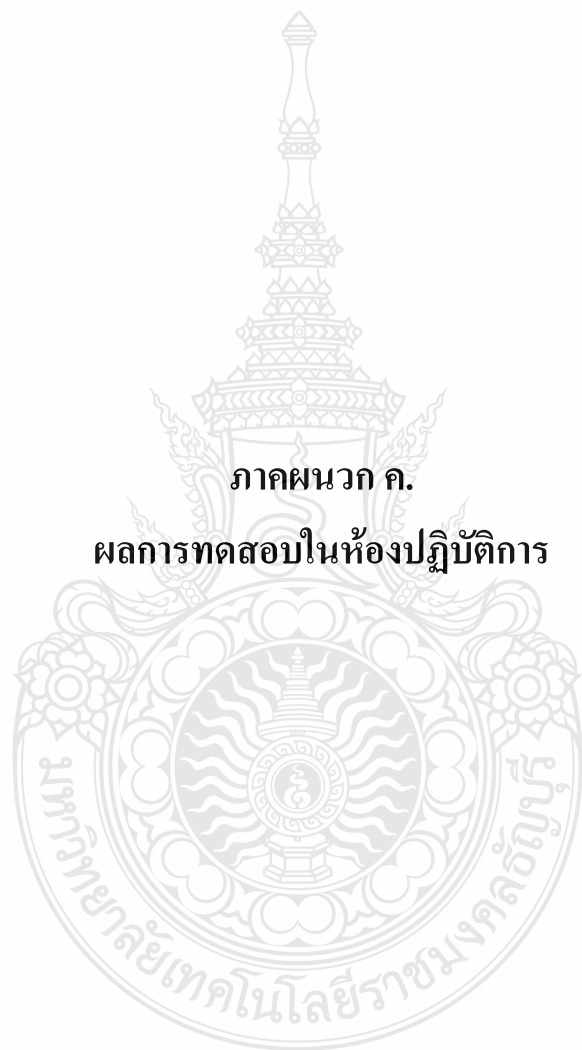 ภาคผนวก ค.
ผลการทดสอบในห้องปฏิบัติการ
มหาวิทยาลัยเทคโนโลยีราชมงคลธัญบุรี